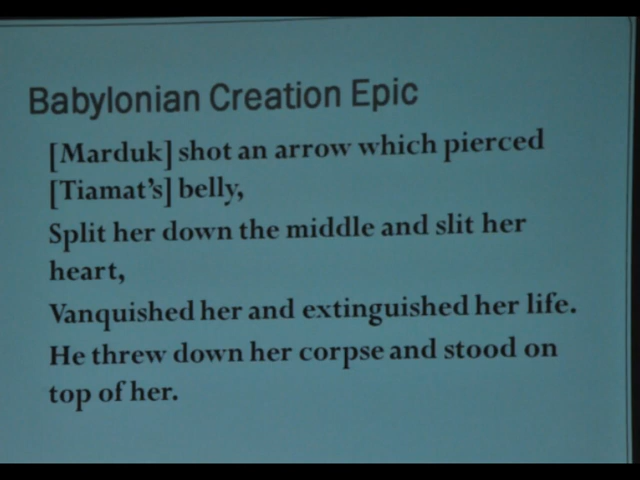 Babylonian Creation Epic
[Marduk] shot an arrow which pierced
[Tiamat's] belly,
Split her down the middle and slit her
heart,
Vanquished her and extinguished her life.
He threw down her corpse and stood on
top of her.